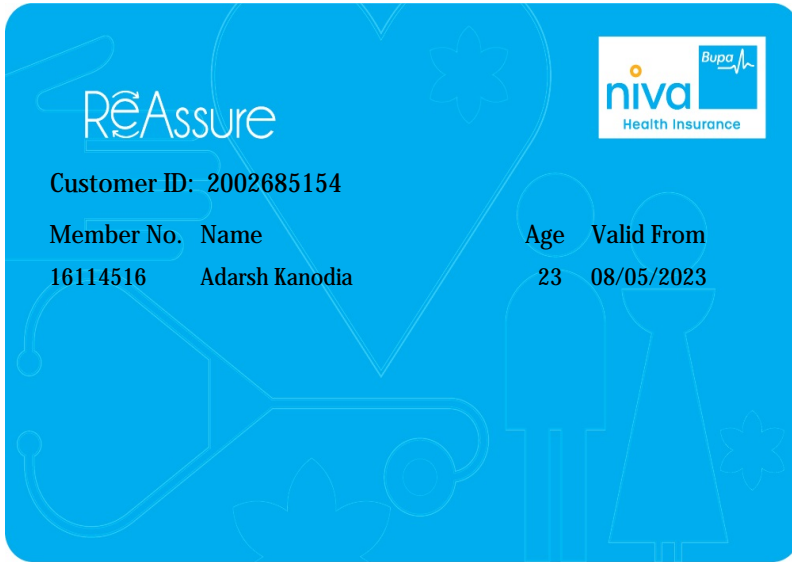 ReAssure
niva Bupa
Health Insurance
Customer ID: 2002685154
Member No. Name Age Valid From
16114516 Adarsh Kanodia 23 08/05/2023